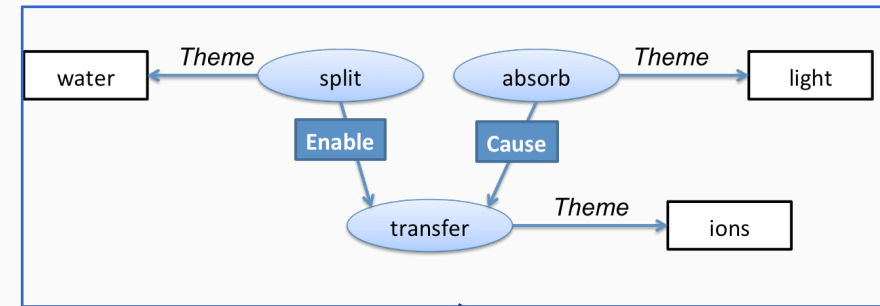 Theme
Theme
water
split
absorb
light
Enable
Cause
Theme
transfer
ions